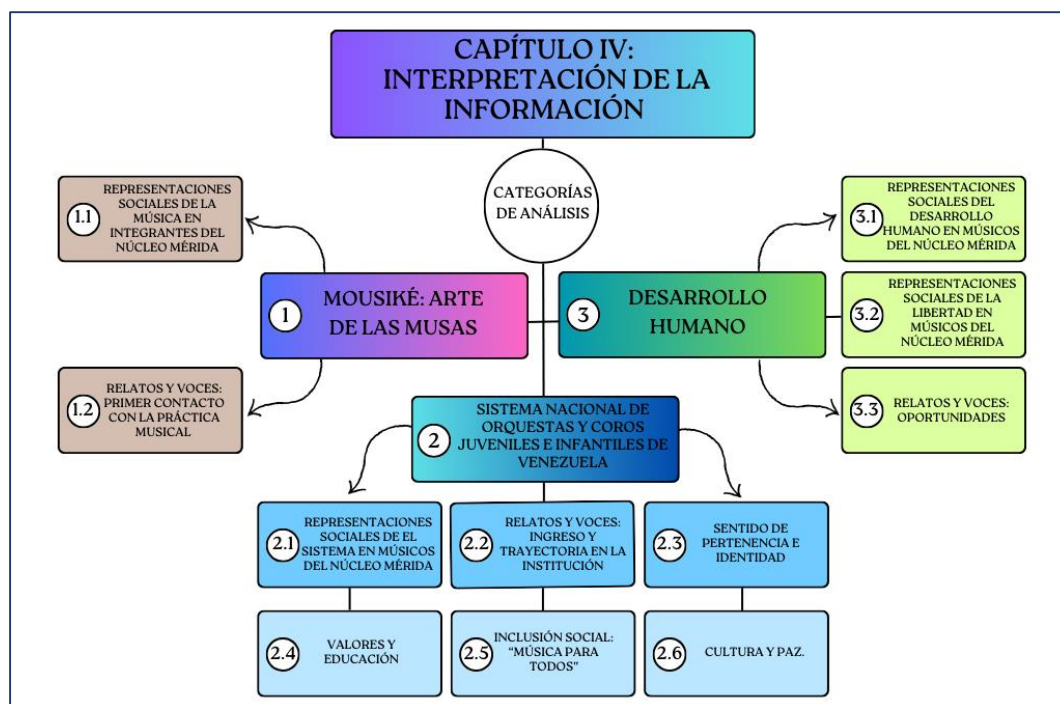 CAPÍTULO IV:
INTERPRETACIÓN DE LA
INFORMACIÓN
CATEGORÍAS
DE ANÁLISIS
1
MOUSIKÉ: ARTE
DE LAS MUSAS
1.1
REPRESENTACIONES
SOCIALES DE LA
MÚSICA EN
INTEGRANTES DEL
NÚCLEO MÉRIDA
1.2
RELATOS Y VOCES:
PRIMER CONTACTO
CON LA PRÁCTICA
MUSICAL
3
DESARROLLO
HUMANO
3.1
REPRESENTACIONES
SOCIALES DEL
DESARROLLO
HUMANO EN MÚSICOS
DEL NÚCLEO MÉRIDA
3.2
REPRESENTACIONES
SOCIALES DE LA
LIBERTAD EN
MÚSICOS DEL
NÚCLEO MÉRIDA
3.3
RELATOS Y VOCES:
OPORTUNIDADES
2
SISTEMA NACIONAL DE
ORQUESTAS Y COROS
JUVENILES E INFANTILES DE
VENEZUELA
2.1
REPRESENTACIONES
SOCIALES DE EL
SISTEMA EN MÚSICOS
DEL NÚCLEO MÉRIDA
2.2
RELATOS Y VOCES:
INGRESO Y
TRAYECTORIA EN LA
INSTITUCIÓN
2.3
SENTIDO DE
PERTENENCIA E
IDENTIDAD
2.4
VALORES Y
EDUCACIÓN
2.5
INCLUSIÓN SOCIAL:
“MÚSICA PARA
TODOS”
2.6
CULTURA Y PAZ.